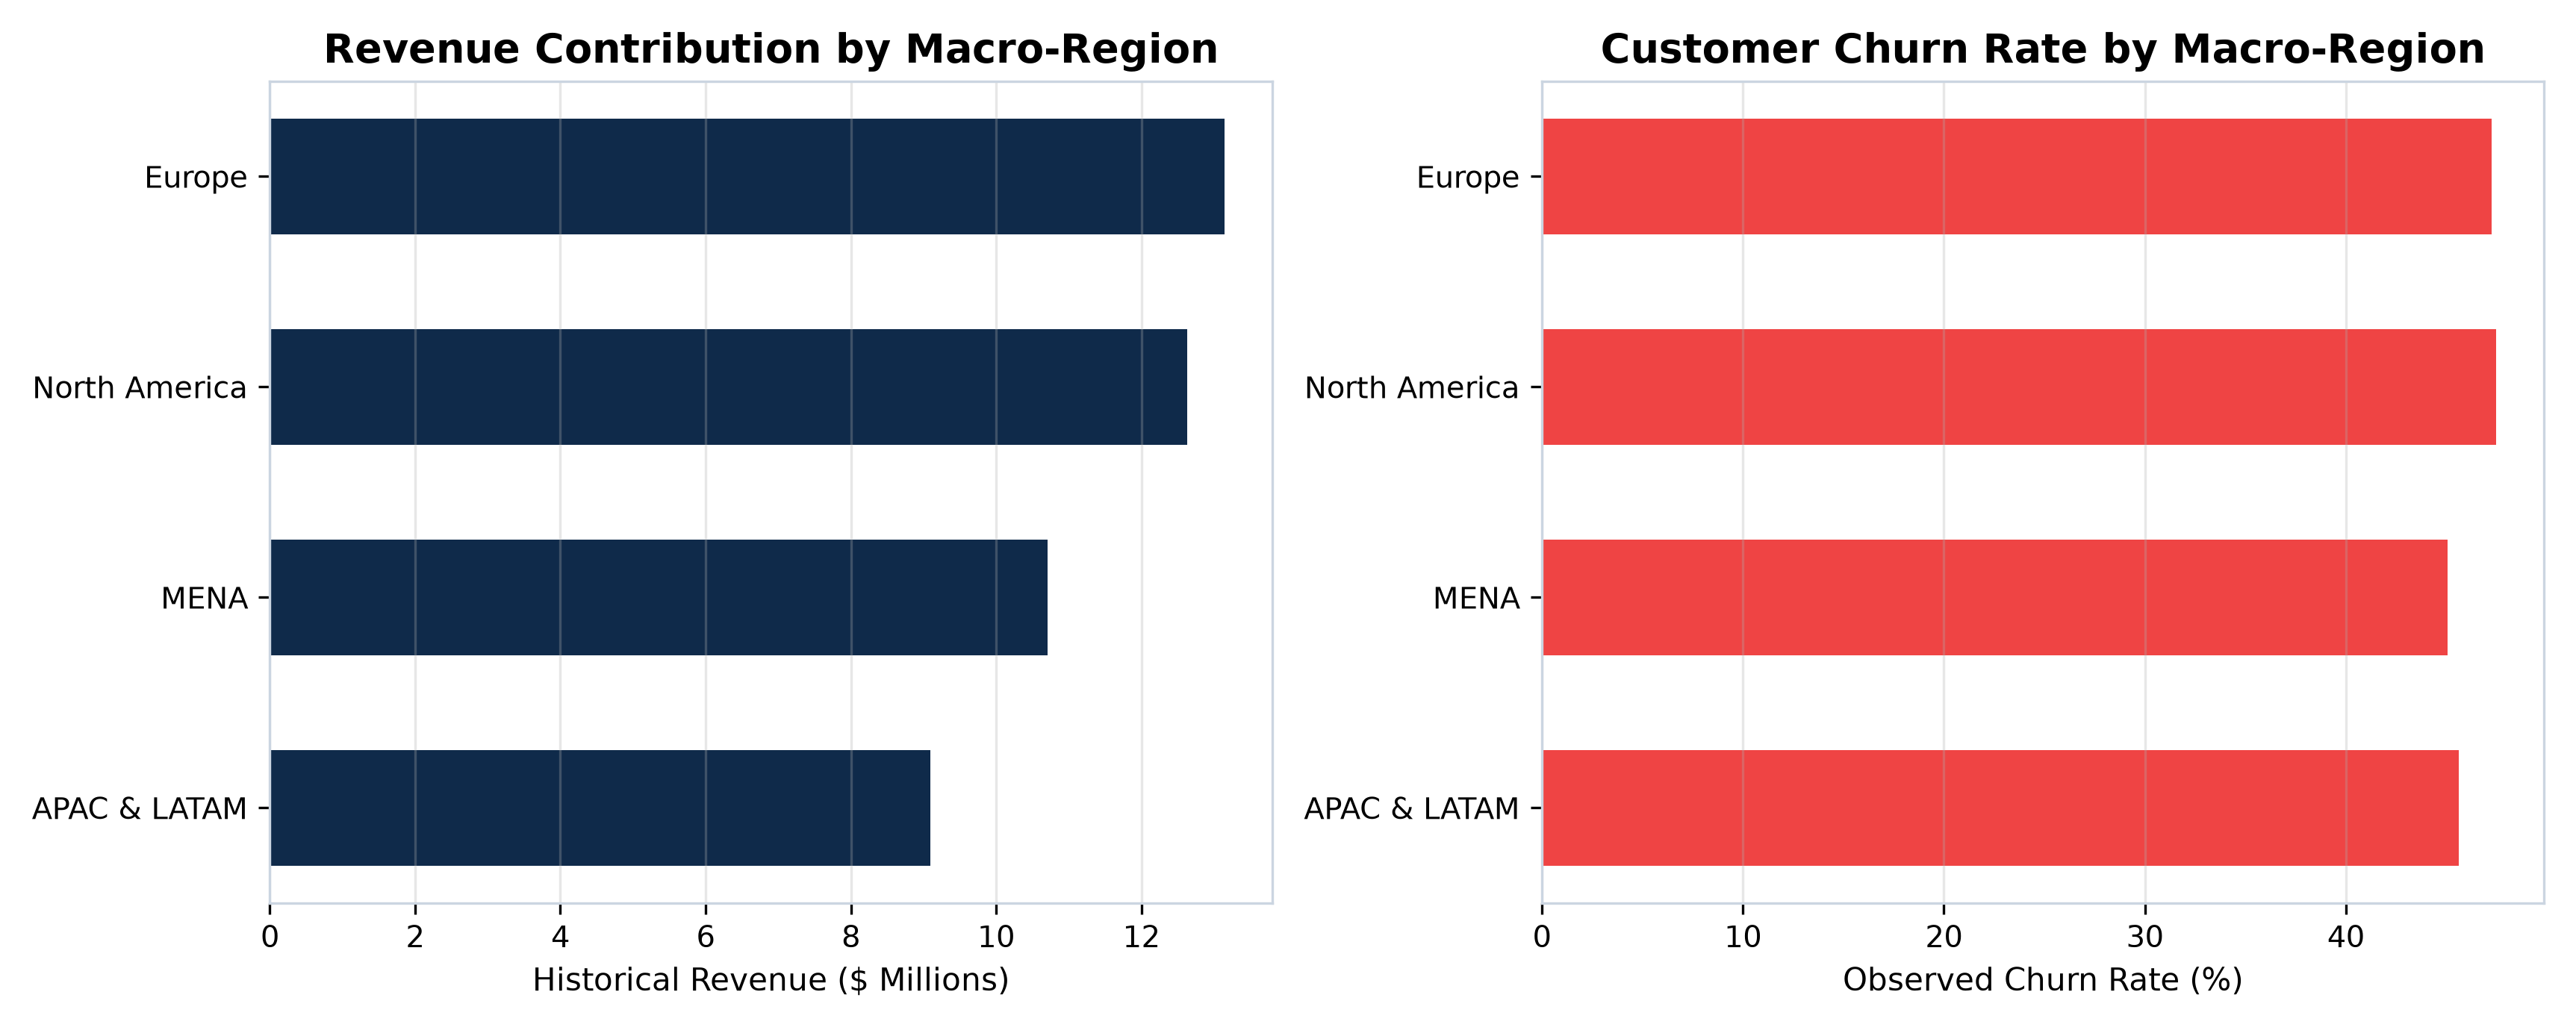 Revenue Contribution by Macro-Region
Europe
North America
MENA
APAC & LATAM
0 2 4 6 8 10 12
Historical Revenue ($ Millions)
Customer Churn Rate by Macro-Region
Europe
North America
MENA
APAC & LATAM
0 10 20 30 40
Observed Churn Rate (%)